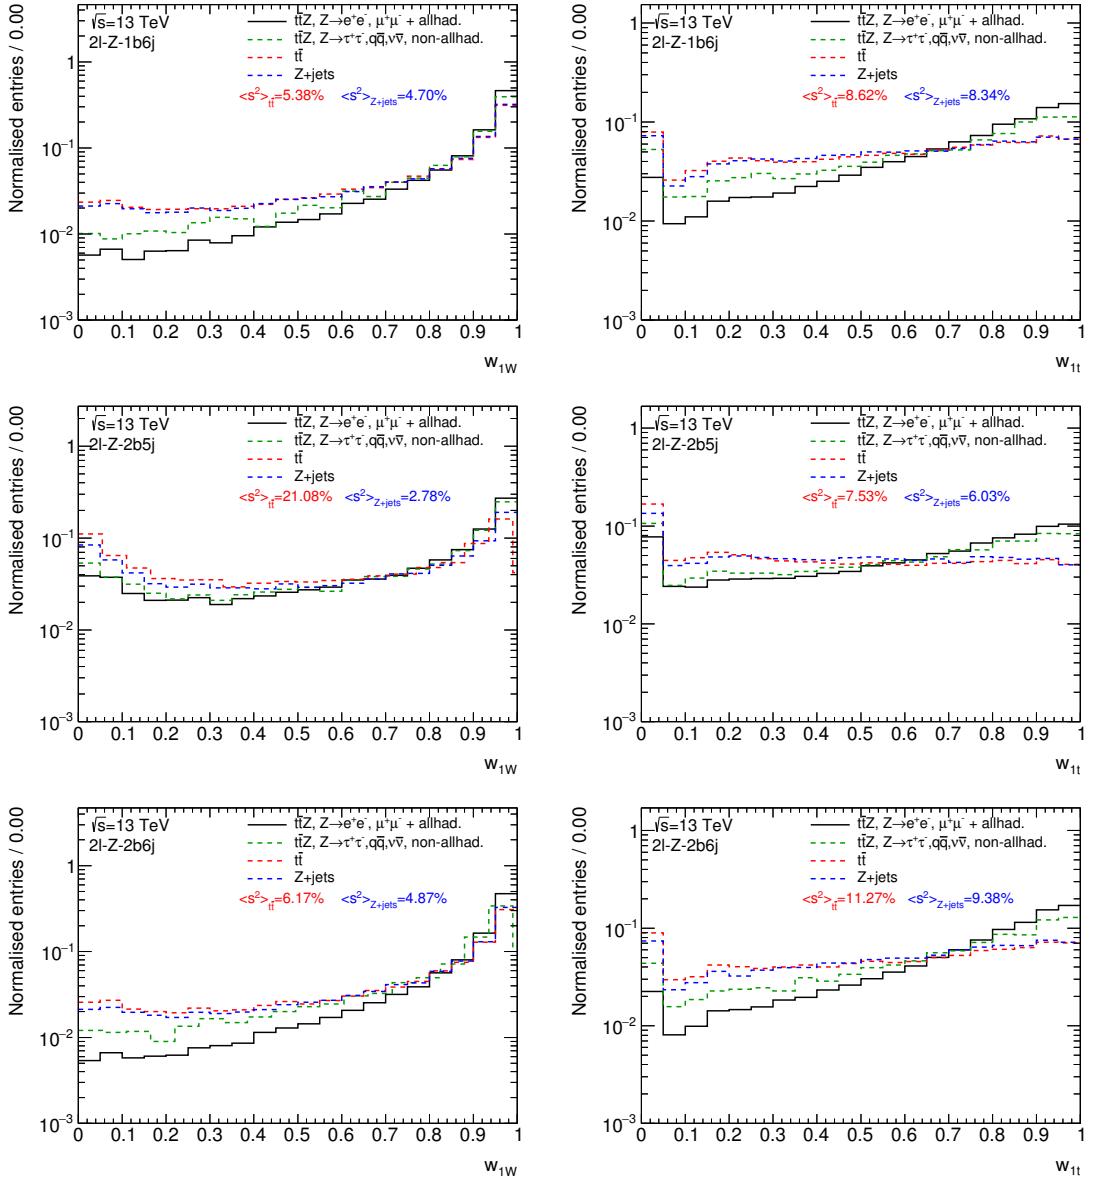 Normalised entries / 0.00
√s=13 TeV
2l-Z-1b6j
tt̄Z, Z→e⁺e⁻, μ⁺μ⁻ + allhad.
tt̄Z, Z→τ⁺τ⁻,qq̄,νν̄, non-allhad.
tt̄
Z+jets
<s²>tt̄=5.38% <s²>Z+jets=4.70%
1
10⁻¹
10⁻²
10⁻³
0 0.1 0.2 0.3 0.4 0.5 0.6 0.7 0.8 0.9 1
w1W
Normalised entries / 0.00
√s=13 TeV
2l-Z-1b6j
tt̄Z, Z→e⁺e⁻, μ⁺μ⁻ + allhad.
tt̄Z, Z→τ⁺τ⁻,qq̄,νν̄, non-allhad.
tt̄
Z+jets
<s²>tt̄=8.62% <s²>Z+jets=8.34%
1
10⁻¹
10⁻²
10⁻³
0 0.1 0.2 0.3 0.4 0.5 0.6 0.7 0.8 0.9 1
w1t
Normalised entries / 0.00
√s=13 TeV
2l-Z-2b5j
tt̄Z, Z→e⁺e⁻, μ⁺μ⁻ + allhad.
tt̄Z, Z→τ⁺τ⁻,qq̄,νν̄, non-allhad.
tt̄
Z+jets
<s²>tt̄=21.08% <s²>Z+jets=2.78%
1
10⁻¹
10⁻²
10⁻³
0 0.1 0.2 0.3 0.4 0.5 0.6 0.7 0.8 0.9 1
w1W
Normalised entries / 0.00
√s=13 TeV
2l-Z-2b5j
tt̄Z, Z→e⁺e⁻, μ⁺μ⁻ + allhad.
tt̄Z, Z→τ⁺τ⁻,qq̄,νν̄, non-allhad.
tt̄
Z+jets
<s²>tt̄=7.53% <s²>Z+jets=6.03%
1
10⁻¹
10⁻²
10⁻³
0 0.1 0.2 0.3 0.4 0.5 0.6 0.7 0.8 0.9 1
w1t
Normalised entries / 0.00
√s=13 TeV
2l-Z-2b6j
tt̄Z, Z→e⁺e⁻, μ⁺μ⁻ + allhad.
tt̄Z, Z→τ⁺τ⁻,qq̄,νν̄, non-allhad.
tt̄
Z+jets
<s²>tt̄=6.17% <s²>Z+jets=4.87%
1
10⁻¹
10⁻²
10⁻³
0 0.1 0.2 0.3 0.4 0.5 0.6 0.7 0.8 0.9 1
w1W
Normalised entries / 0.00
√s=13 TeV
2l-Z-2b6j
tt̄Z, Z→e⁺e⁻, μ⁺μ⁻ + allhad.
tt̄Z, Z→τ⁺τ⁻,qq̄,νν̄, non-allhad.
tt̄
Z+jets
<s²>tt̄=11.27% <s²>Z+jets=9.38%
1
10⁻¹
10⁻²
10⁻³
0 0.1 0.2 0.3 0.4 0.5 0.6 0.7 0.8 0.9 1
w1t